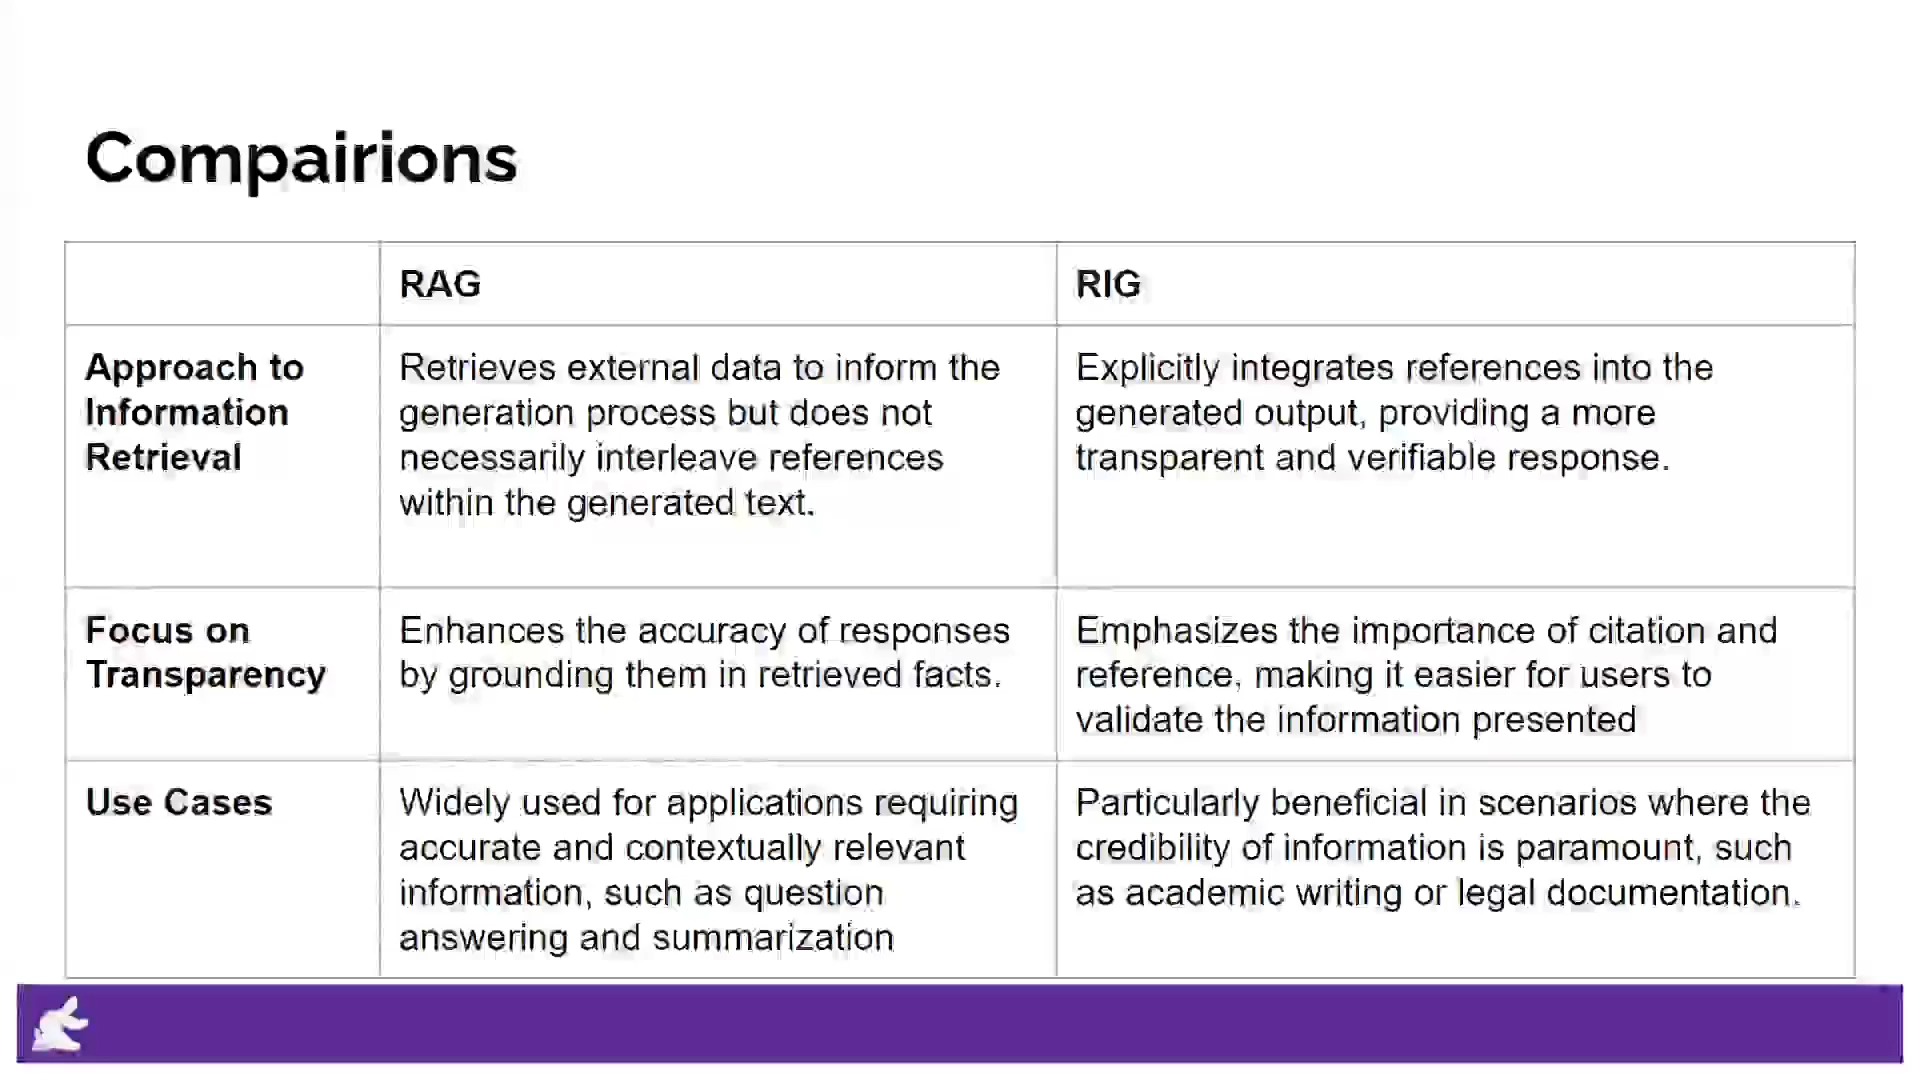 Compairions
RAG
RIG
Approach to
Information
Retrieval
Retrieves external data to inform the
generation process but does not
necessarily interleave references
within the generated text.
Explicitly integrates references into the
generated output, providing a more
transparent and verifiable response.
Focus on
Transparency
Enhances the accuracy of responses
by grounding them in retrieved facts.
Emphasizes the importance of citation and
reference, making it easier for users to
validate the information presented
Use Cases
Widely used for applications requiring
accurate and contextually relevant
information, such as question
answering and summarization
Particularly beneficial in scenarios where the
credibility of information is paramount, such
as academic writing or legal documentation.